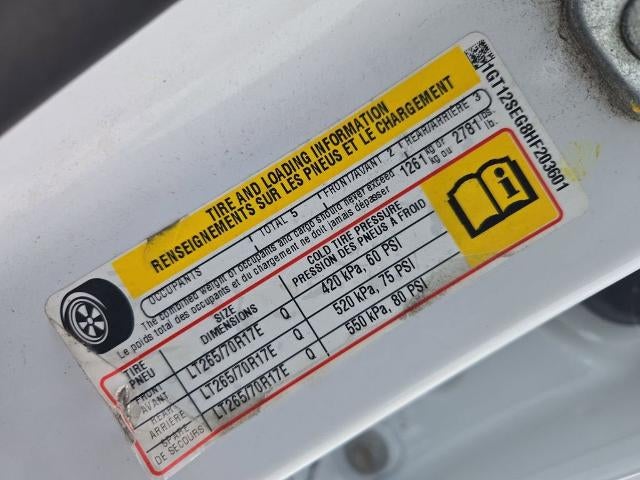 1GT12SEG8HF203601
TIRE AND LOADING INFORMATION
RENSEIGNEMENTS SUR LES PNEUS ET LE CHARGEMENT
OCCUPANTS TOTAL 5 FRONT/AVANT 2 REAR/ARRIÈRE 3
The combined weight of occupants and cargo should never exceed 1261 kg or 2781 lbs.
Le poids total des occupants et du chargement ne doit jamais dépasser kg ou lb.
TIRE SIZE COLD TIRE PRESSURE
PNEU DIMENSIONS PRESSION DES PNEUS À FROID
FRONT
AVANT LT265/70R17E Q 420 kPa, 60 PSI
REAR
ARRIÈRE LT265/70R17E Q 520 kPa, 75 PSI
SPARE
DE SECOURS LT265/70R17E Q 550 kPa, 80 PSI